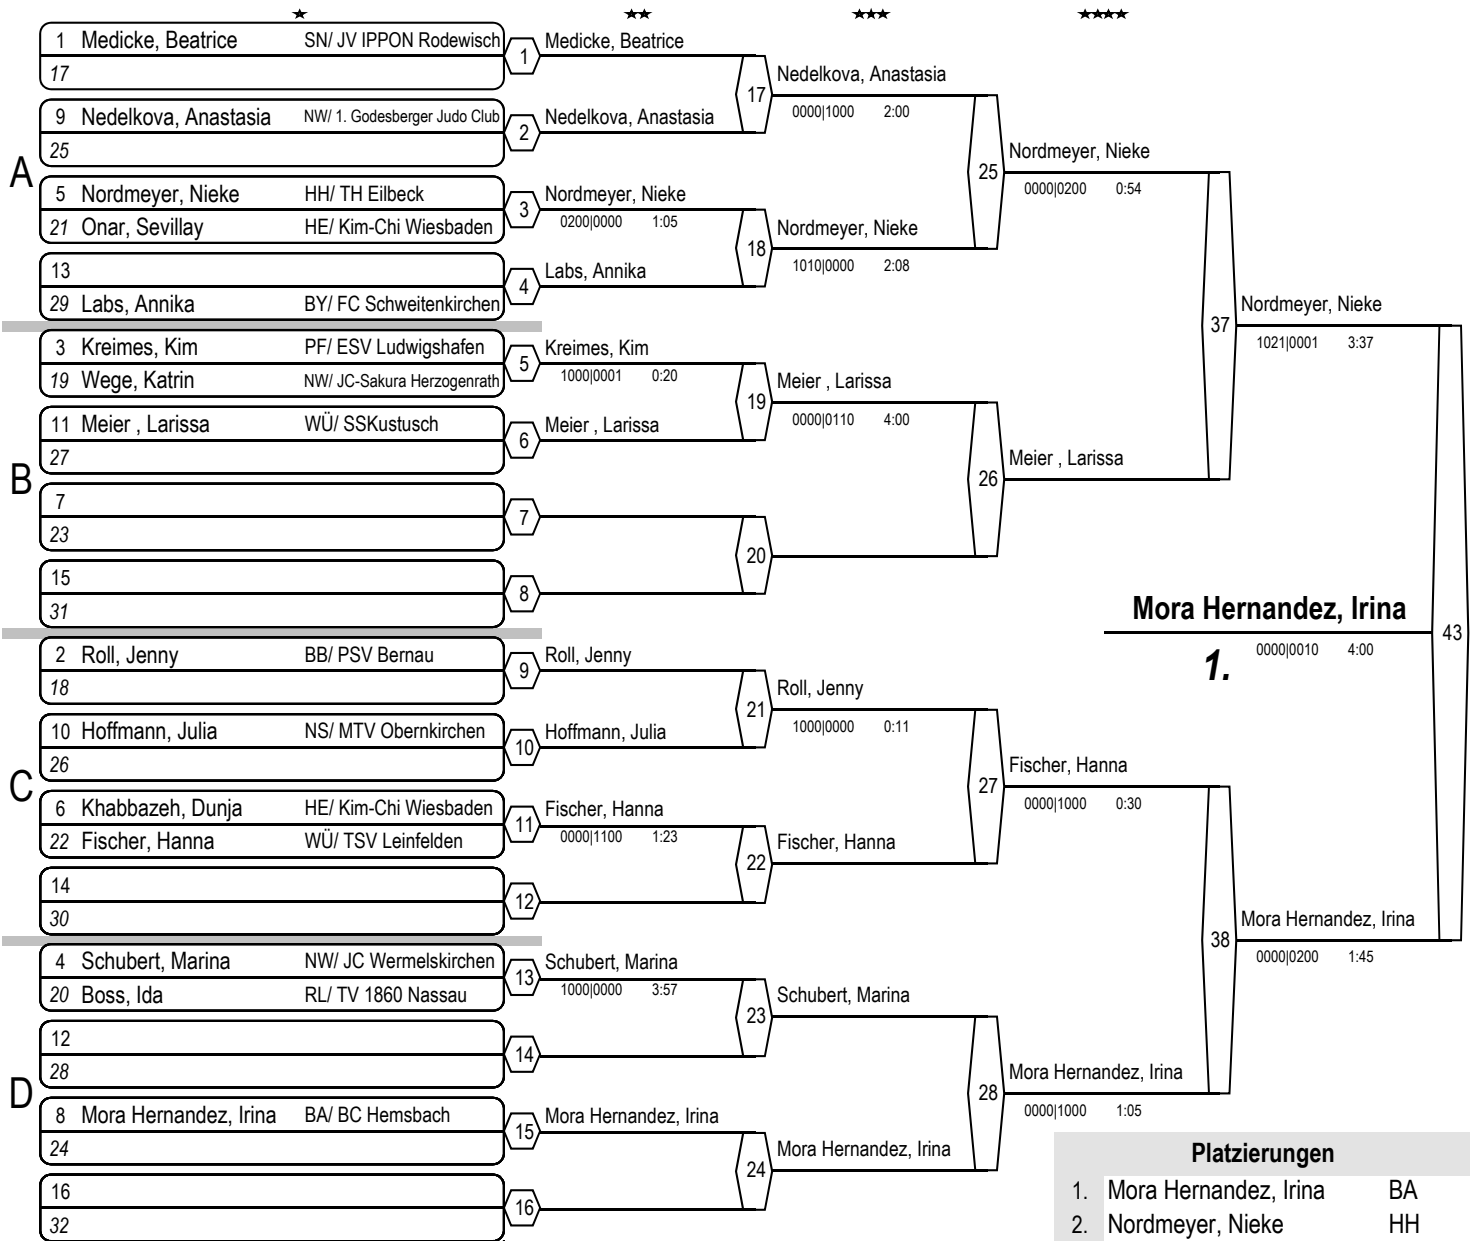 ★ ★★ ★★★ ★★★★
1 Medicke, Beatrice SN/ JV IPPON Rodewisch
17
1
Medicke, Beatrice
9 Nedelkova, Anastasia NW/ 1. Godesberger Judo Club
25
2
Nedelkova, Anastasia
17
Nedelkova, Anastasia
0000|1000 2:00
A
5 Nordmeyer, Nieke HH/ TH Eilbeck
21 Onar, Sevillay HE/ Kim-Chi Wiesbaden
3
Nordmeyer, Nieke
0200|0000 1:05
13
29 Labs, Annika BY/ FC Schweitenkirchen
4
Labs, Annika
18
Nordmeyer, Nieke
1010|0000 2:08
25
Nordmeyer, Nieke
0000|0200 0:54
3 Kreimes, Kim PF/ ESV Ludwigshafen
19 Wege, Katrin NW/ JC-Sakura Herzogenrath
5
Kreimes, Kim
1000|0001 0:20
11 Meier , Larissa WÜ/ SSKustusch
27
6
Meier , Larissa
19
Meier , Larissa
0000|0110 4:00
B
7
23
7
15
31
8
20
26
Meier , Larissa
37
Nordmeyer, Nieke
1021|0001 3:37
2 Roll, Jenny BB/ PSV Bernau
18
9
Roll, Jenny
10 Hoffmann, Julia NS/ MTV Obernkirchen
26
10
Hoffmann, Julia
21
Roll, Jenny
1000|0000 0:11
C
6 Khabbazeh, Dunja HE/ Kim-Chi Wiesbaden
22 Fischer, Hanna WÜ/ TSV Leinfelden
11
Fischer, Hanna
0000|1100 1:23
14
30
12
22
Fischer, Hanna
27
Fischer, Hanna
0000|1000 0:30
4 Schubert, Marina NW/ JC Wermelskirchen
20 Boss, Ida RL/ TV 1860 Nassau
13
Schubert, Marina
1000|0000 3:57
12
28
14
23
Schubert, Marina
D
8 Mora Hernandez, Irina BA/ BC Hemsbach
24
15
Mora Hernandez, Irina
16
32
16
24
Mora Hernandez, Irina
28
Mora Hernandez, Irina
0000|1000 1:05
38
Mora Hernandez, Irina
0000|0200 1:45
43
Mora Hernandez, Irina
1.
0000|0010 4:00
Platzierungen
1. Mora Hernandez, Irina BA
2. Nordmeyer, Nieke HH